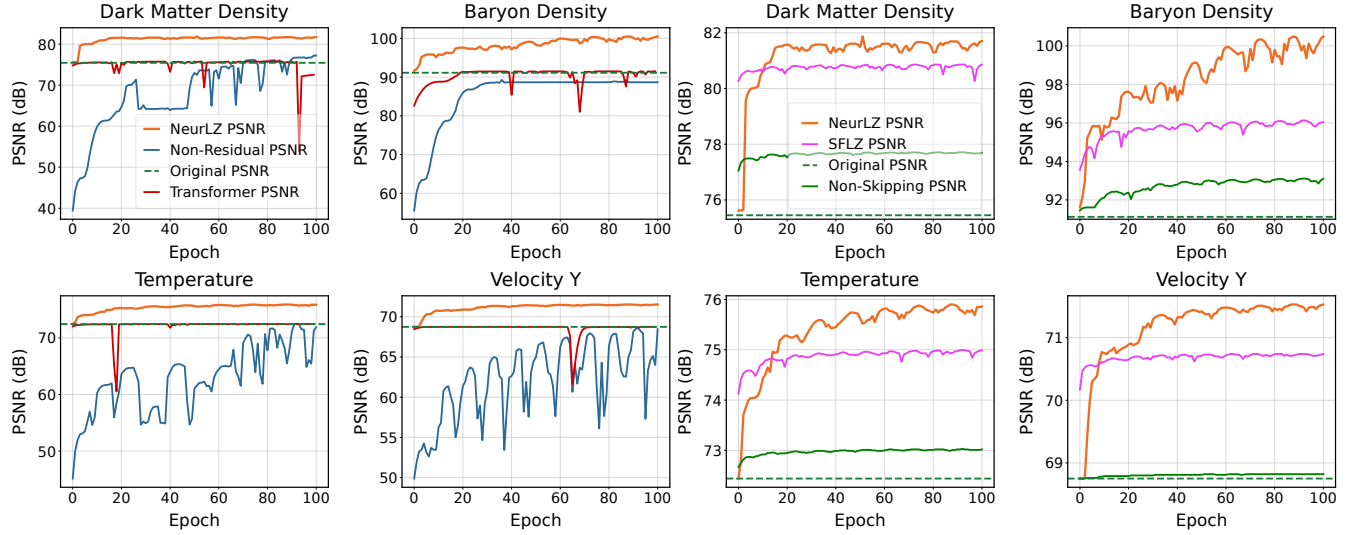 Dark Matter Density
PSNR (dB)
80
70
60
50
40
0 20 40 60 80 100
Epoch
NeurLZ PSNR
Non-Residual PSNR
Original PSNR
Transformer PSNR
Baryon Density
PSNR (dB)
100
90
80
70
60
0 20 40 60 80 100
Epoch
Dark Matter Density
PSNR (dB)
82
80
78
76
0 20 40 60 80 100
Epoch
NeurLZ PSNR
SFLZ PSNR
Original PSNR
Non-Skipping PSNR
Baryon Density
PSNR (dB)
100
98
96
94
92
91
0 20 40 60 80 100
Epoch
Temperature
PSNR (dB)
70
60
50
0 20 40 60 80 100
Epoch
Velocity Y
PSNR (dB)
70
65
60
55
50
0 20 40 60 80 100
Epoch
Temperature
PSNR (dB)
76
75
74
73
0 20 40 60 80 100
Epoch
Velocity Y
PSNR (dB)
71
70
69
0 20 40 60 80 100
Epoch